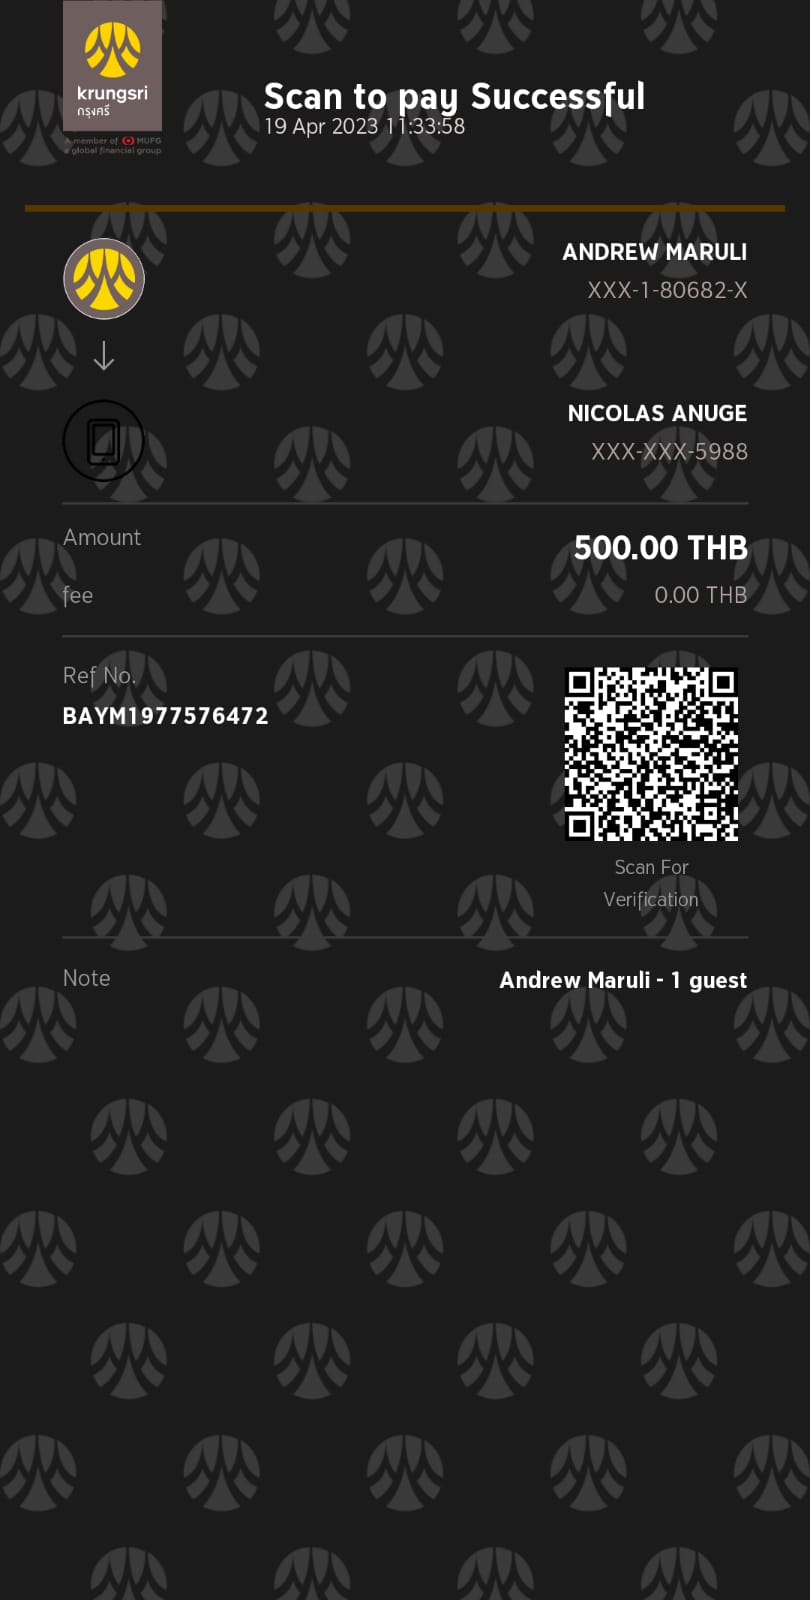 krungsri
กรุงศรี
A member of MUFG
a global financial group
Scan to pay Successful
19 Apr 2023 11:33:58
ANDREW MARULI
XXX-1-80682-X
NICOLAS ANUGE
XXX-XXX-5988
Amount
500.00 THB
fee
0.00 THB
Ref No.
BAYM1977576472
Scan For
Verification
Note
Andrew Maruli - 1 guest